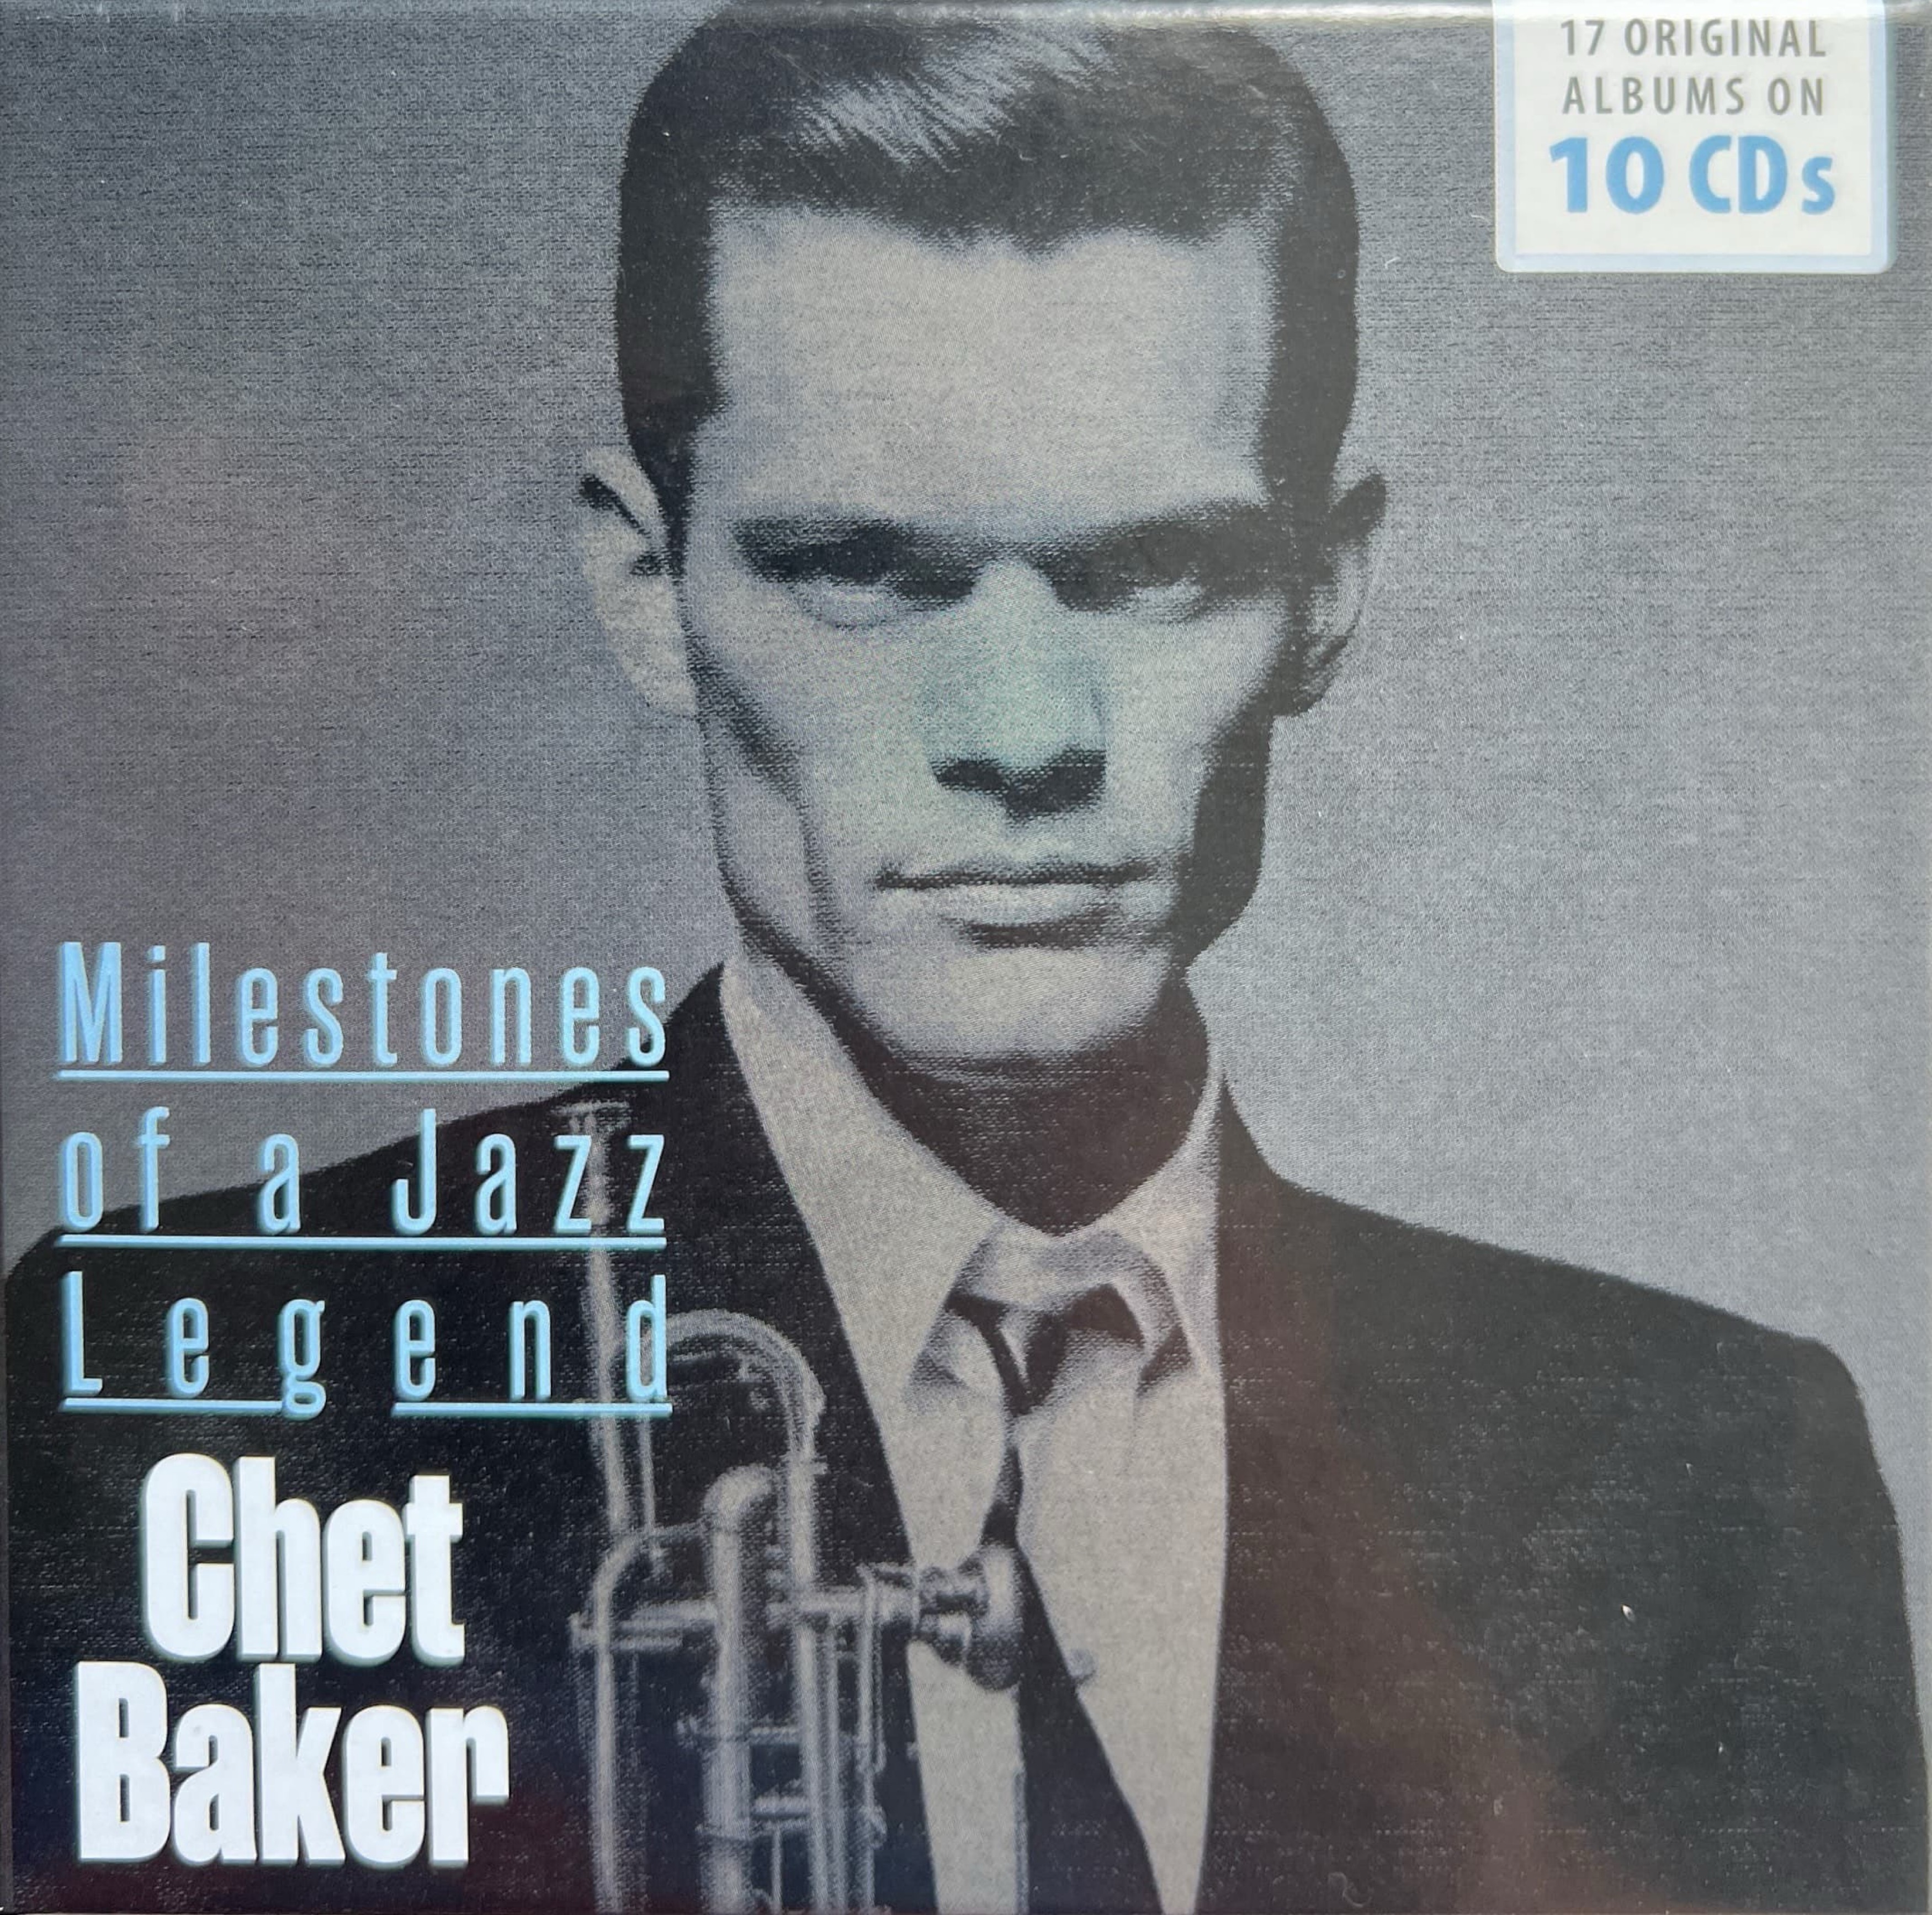 17 ORIGINAL
ALBUMS ON
10 CDs
Milestones
of a Jazz
Legend
Chet
Baker